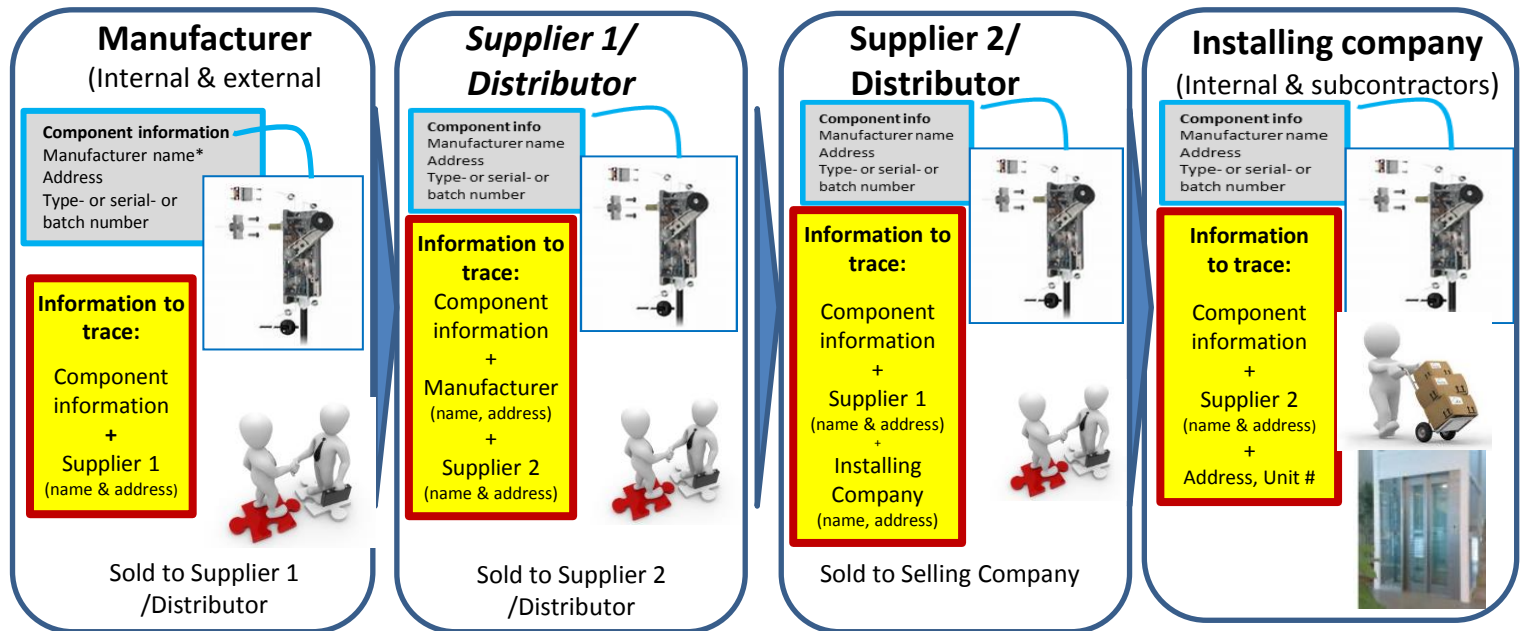 Manufacturer
(Internal & external
Component information
Manufacturer name*
Address
Type- or serial- or
batch number
Information to
trace:
Component
information
+
Supplier 1
(name & address)
Sold to Supplier 1
/Distributor
Supplier 1/
Distributor
Component info
Manufacturer name
Address
Type- or serial- or
batch number
Information to
trace:
Component
information
+
Manufacturer
(name, address)
+
Supplier 2
(name & address)
Sold to Supplier 2
/Distributor
Supplier 2/
Distributor
Component info
Manufacturer name
Address
Type- or serial- or
batch number
Information to
trace:
Component
information
+
Supplier 1
(name & address)
+
Installing
Company
(name, address)
Sold to Selling Company
Installing company
(Internal & subcontractors)
Component info
Manufacturer name
Address
Type- or serial- or
batch number
Information
to trace:
Component
information
+
Supplier 2
(name & address)
+
Address, Unit #